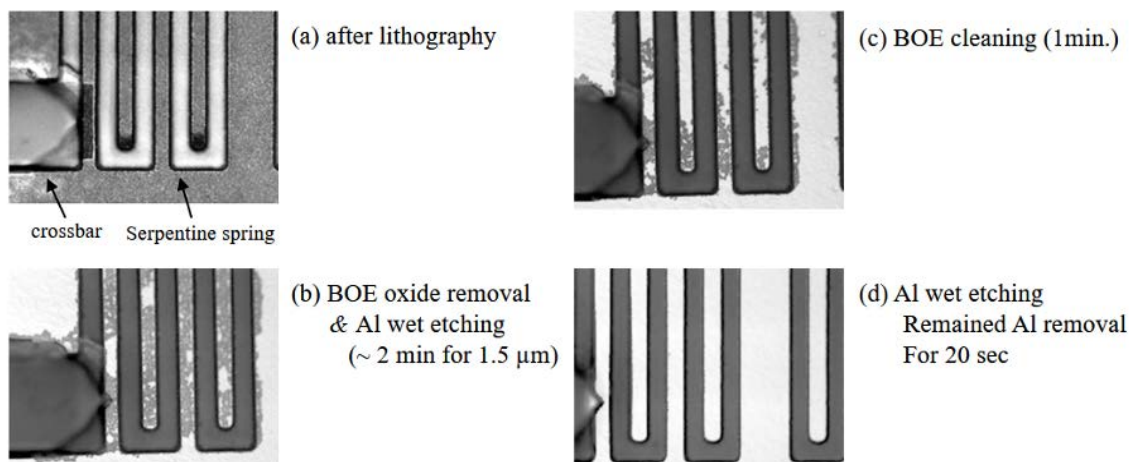 (a) after lithography
crossbar
Serpentine spring
(b) BOE oxide removal
& Al wet etching
(~ 2 min for 1.5 μm)
(c) BOE cleaning (1min.)
(d) Al wet etching
Remained Al removal
For 20 sec